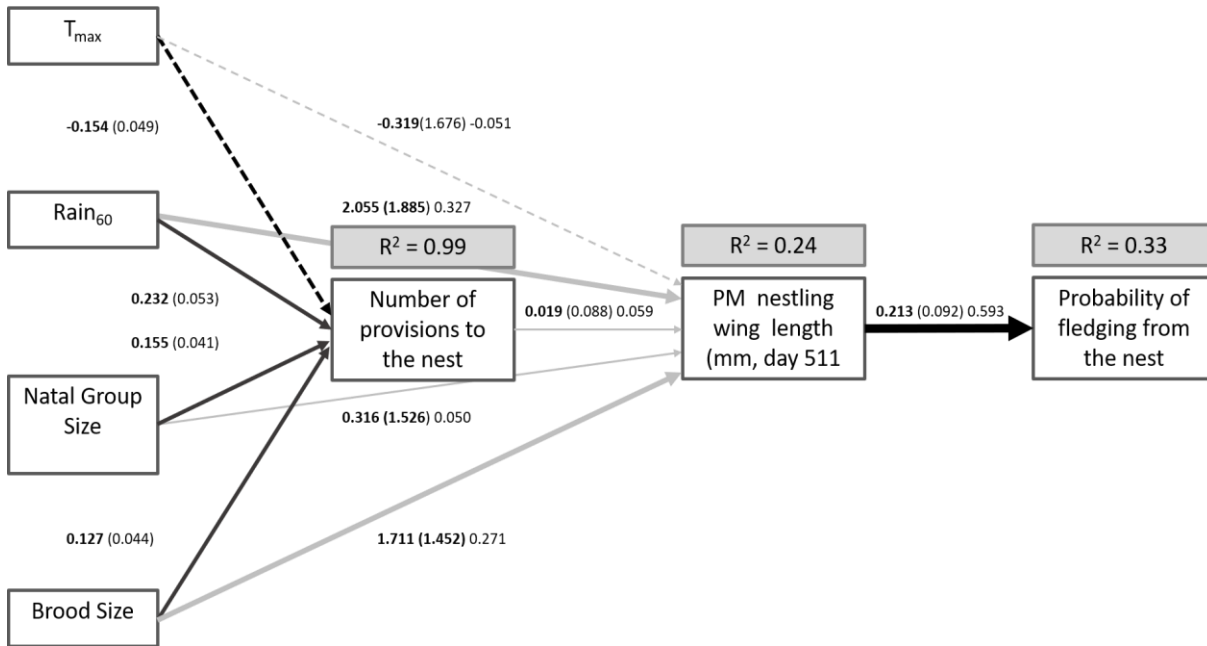 Tmax
-0.154 (0.049)
-0.319(1.676) -0.051
Rain60
2.055 (1.885) 0.327
R² = 0.99
R² = 0.24
R² = 0.33
Number of
provisions to
the nest
0.019 (0.088) 0.059
PM nestling
wing length
(mm, day 511
0.213 (0.092) 0.593
Probability of
fledging from
the nest
0.232 (0.053)
0.155 (0.041)
Natal Group
Size
0.316 (1.526) 0.050
0.127 (0.044)
1.711 (1.452) 0.271
Brood Size